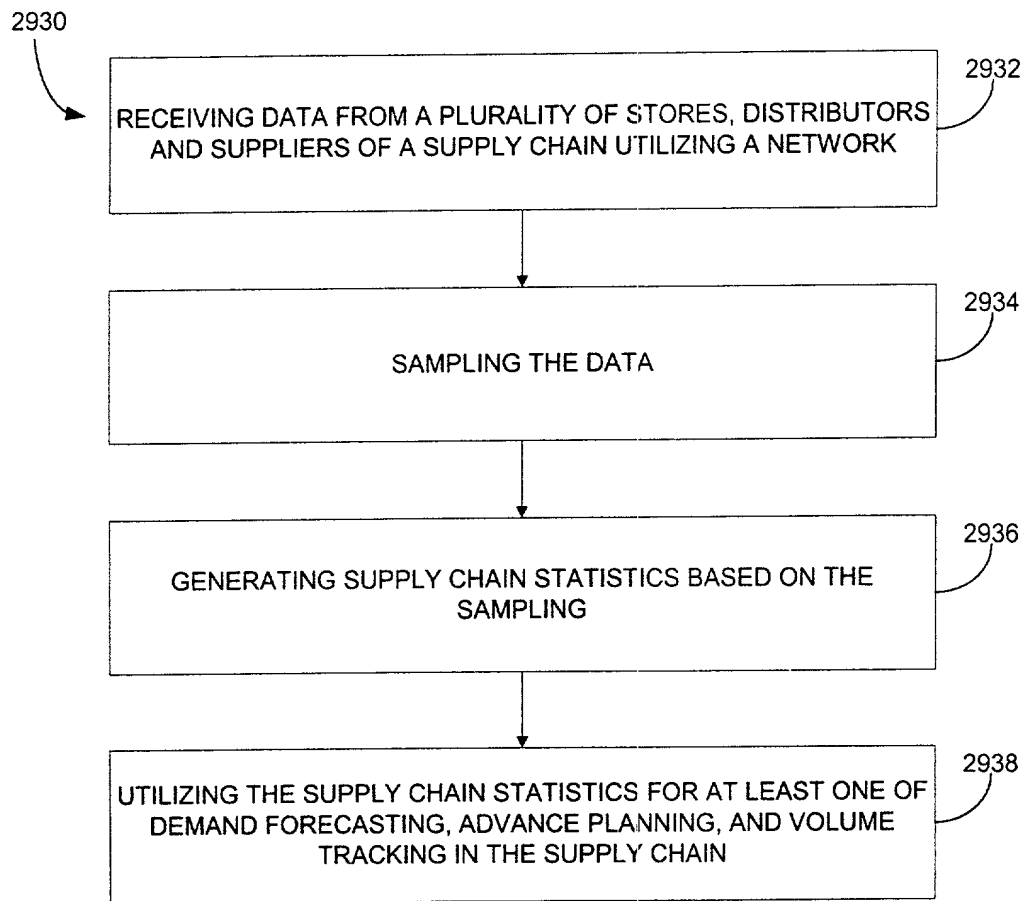 2930
2932
RECEIVING DATA FROM A PLURALITY OF STORES, DISTRIBUTORS
AND SUPPLIERS OF A SUPPLY CHAIN UTILIZING A NETWORK
2934
SAMPLING THE DATA
2936
GENERATING SUPPLY CHAIN STATISTICS BASED ON THE
SAMPLING
2938
UTILIZING THE SUPPLY CHAIN STATISTICS FOR AT LEAST ONE OF
DEMAND FORECASTING, ADVANCE PLANNING, AND VOLUME
TRACKING IN THE SUPPLY CHAIN